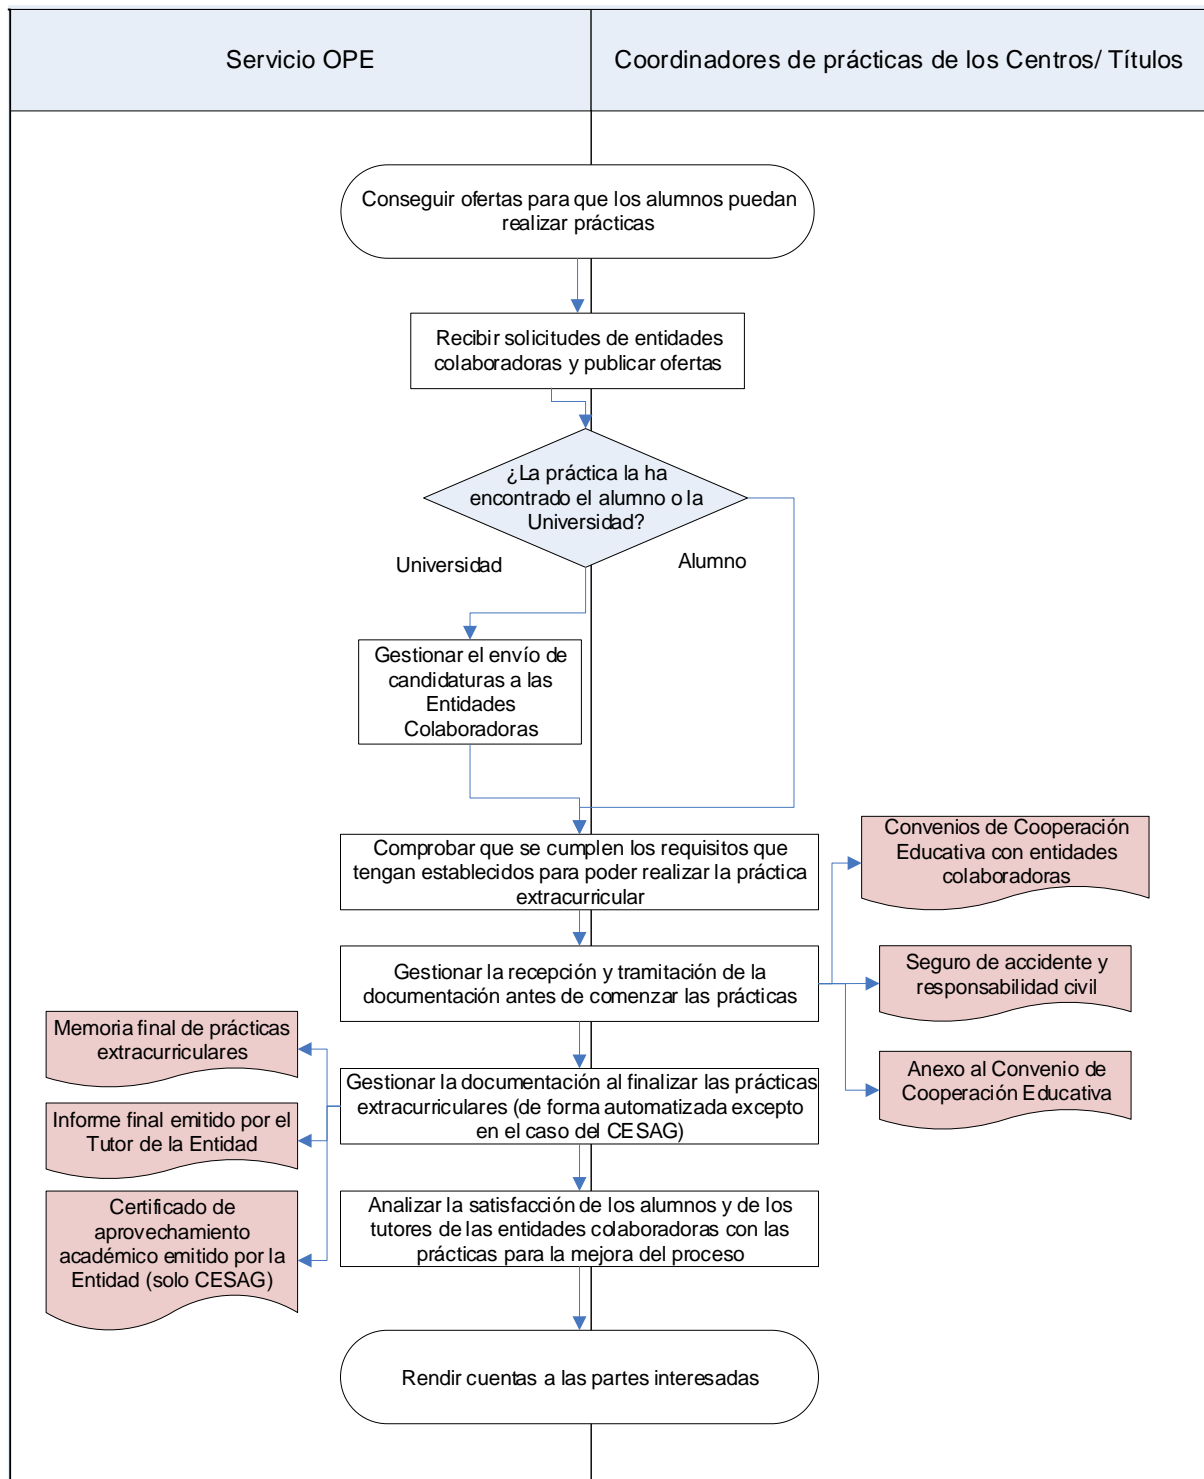 Servicio OPE
Coordinadores de prácticas de los Centros/ Títulos
Conseguir ofertas para que los alumnos puedan
realizar prácticas
Recibir solicitudes de entidades
colaboradoras y publicar ofertas
¿La práctica la ha
encontrado el alumno o la
Universidad?
Universidad
Alumno
Gestionar el envío de
candidaturas a las
Entidades
Colaboradoras
Comprobar que se cumplen los requisitos que
tengan establecidos para poder realizar la práctica
extracurricular
Convenios de Cooperación
Educativa con entidades
colaboradoras
Gestionar la recepción y tramitación de la
documentación antes de comenzar las prácticas
Seguro de accidente y
responsabilidad civil
Anexo al Convenio de
Cooperación Educativa
Memoria final de prácticas
extracurriculares
Gestionar la documentación al finalizar las prácticas
extracurriculares (de forma automatizada excepto
en el caso del CESAG)
Informe final emitido por el
Tutor de la Entidad
Certificado de
aprovechamiento
académico emitido por la
Entidad (solo CESAG)
Analizar la satisfacción de los alumnos y de los
tutores de las entidades colaboradoras con las
prácticas para la mejora del proceso
Rendir cuentas a las partes interesadas